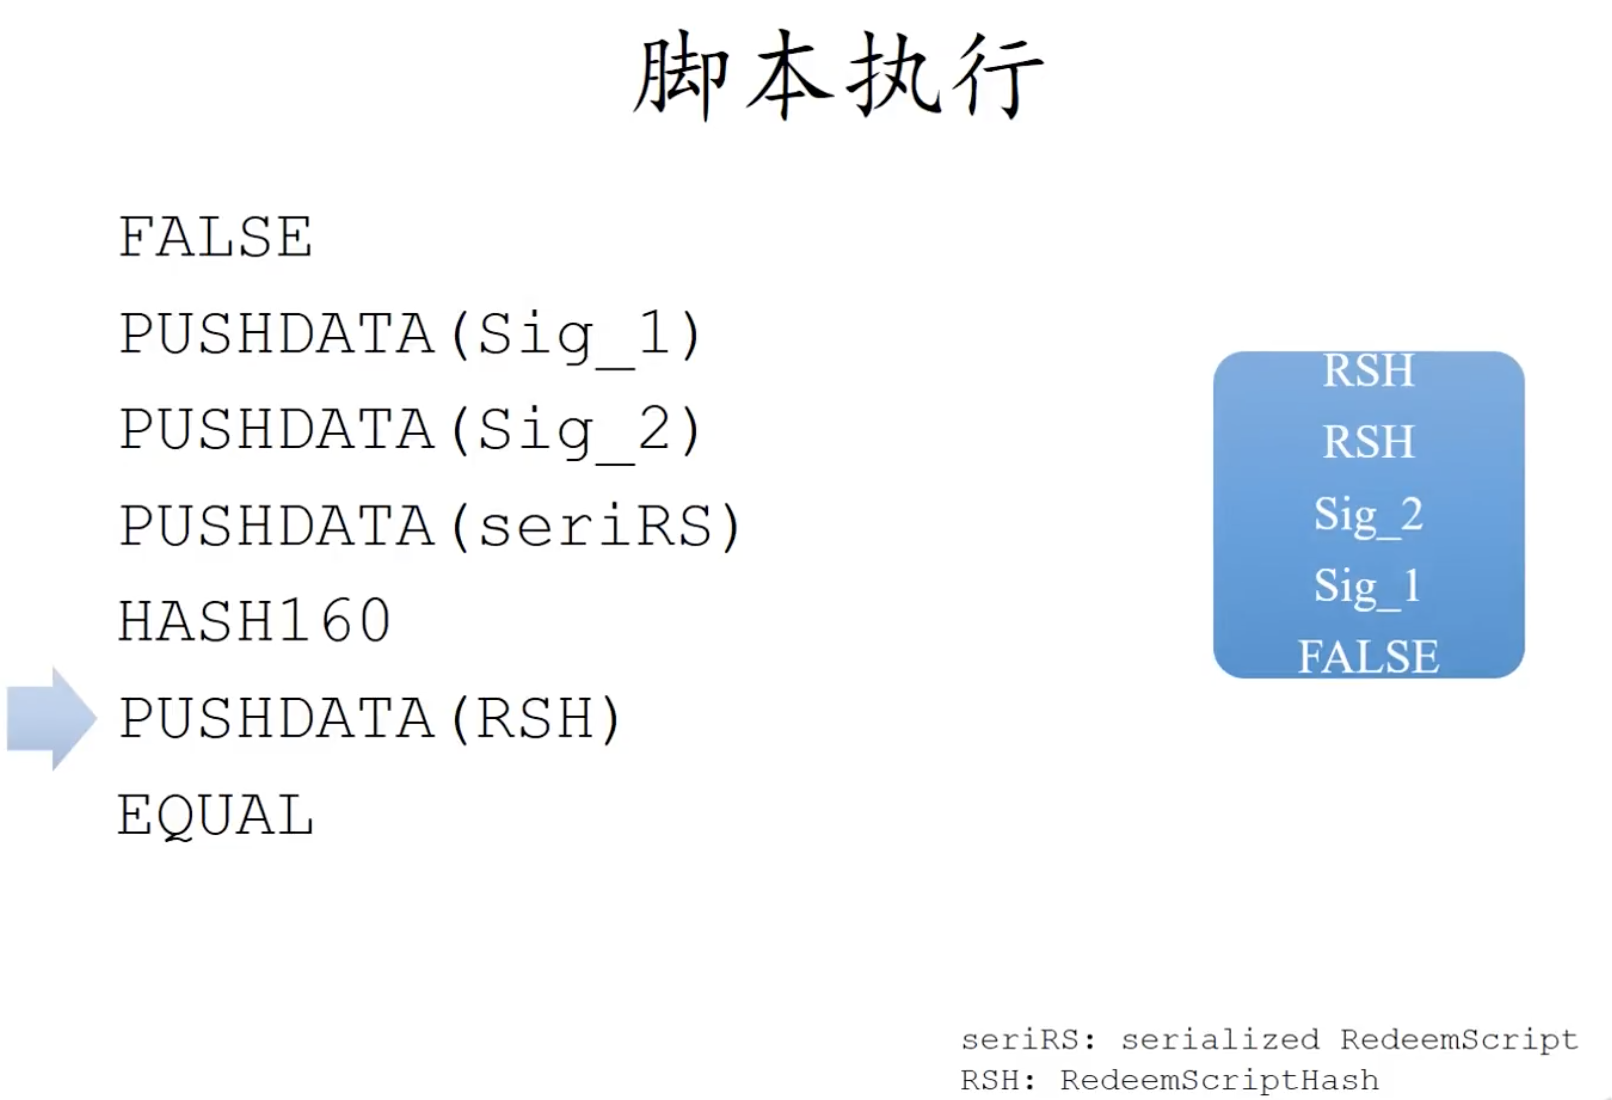 脚本执行
FALSE
PUSHDATA(Sig_1)
PUSHDATA(Sig_2)
PUSHDATA(seriRS)
HASH160
PUSHDATA(RSH)
EQUAL
RSH
RSH
Sig_2
Sig_1
FALSE
seriRS: serialized RedeemScript
RSH: RedeemScriptHash